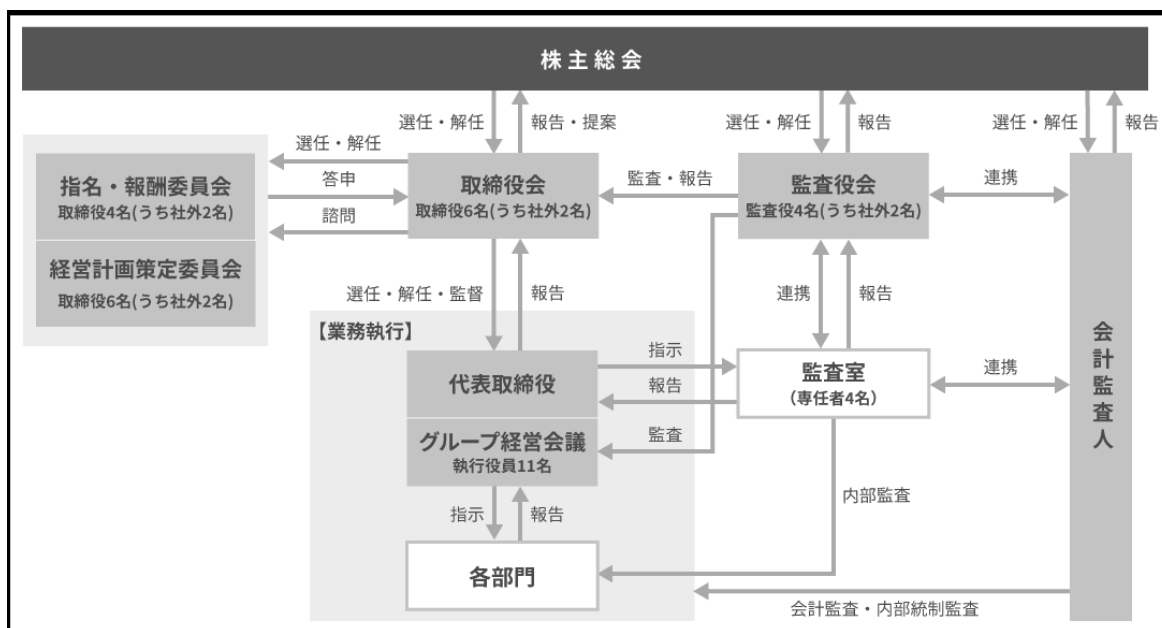 株主総会
選任・解任
報告・提案
選任・解任
報告
選任・解任
報告
選任・解任
答申
諮問
指名・報酬委員会
取締役4名(うち社外2名)
経営計画策定委員会
取締役6名(うち社外2名)
取締役会
取締役6名(うち社外2名)
監査・報告
監査役会
監査役4名(うち社外2名)
連携
選任・解任・監督
報告
連携
報告
【業務執行】
代表取締役
グループ経営会議
執行役員11名
指示
報告
監査
監査室
(専任者4名)
連携
会計監査人
内部監査
指示
報告
各部門
会計監査・内部統制監査